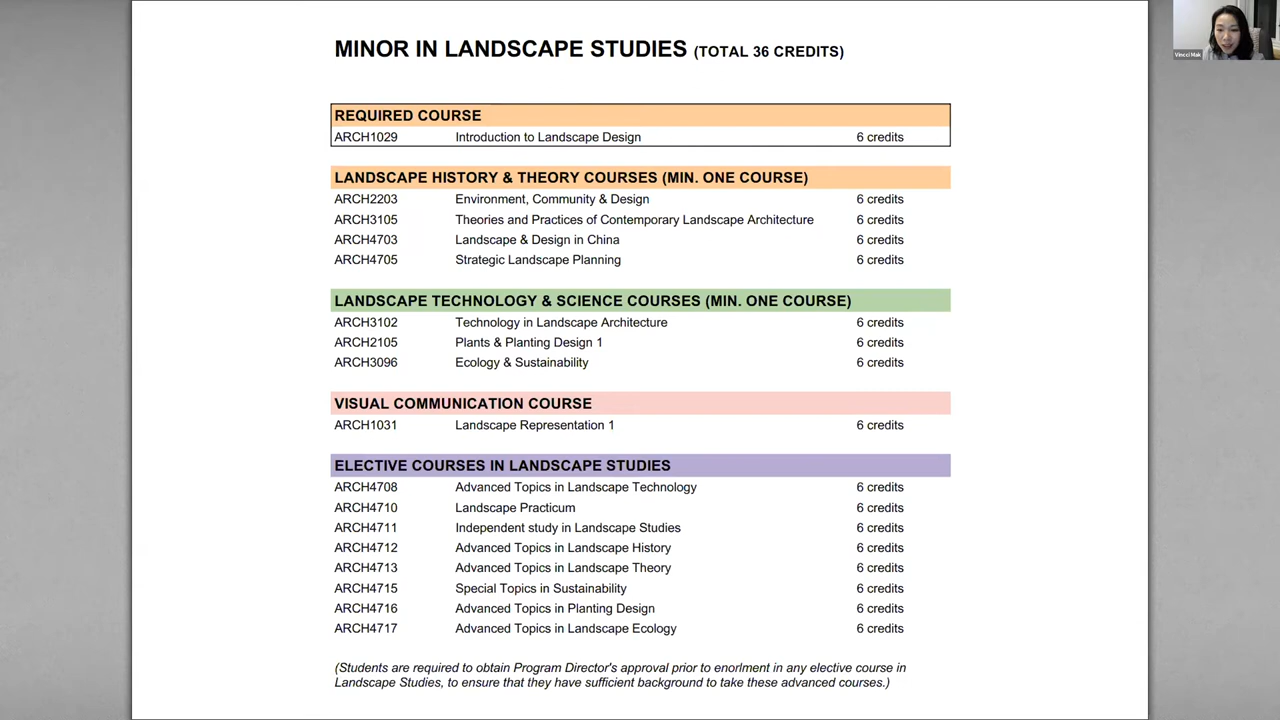 MINOR IN LANDSCAPE STUDIES (TOTAL 36 CREDITS)
REQUIRED COURSE
ARCH1029 Introduction to Landscape Design 6 credits
LANDSCAPE HISTORY & THEORY COURSES (MIN. ONE COURSE)
ARCH2203 Environment, Community & Design 6 credits
ARCH3105 Theories and Practices of Contemporary Landscape Architecture 6 credits
ARCH4703 Landscape & Design in China 6 credits
ARCH4705 Strategic Landscape Planning 6 credits
LANDSCAPE TECHNOLOGY & SCIENCE COURSES (MIN. ONE COURSE)
ARCH3102 Technology in Landscape Architecture 6 credits
ARCH2105 Plants & Planting Design 1 6 credits
ARCH3096 Ecology & Sustainability 6 credits
VISUAL COMMUNICATION COURSE
ARCH1031 Landscape Representation 1 6 credits
ELECTIVE COURSES IN LANDSCAPE STUDIES
ARCH4708 Advanced Topics in Landscape Technology 6 credits
ARCH4710 Landscape Practicum 6 credits
ARCH4711 Independent study in Landscape Studies 6 credits
ARCH4712 Advanced Topics in Landscape History 6 credits
ARCH4713 Advanced Topics in Landscape Theory 6 credits
ARCH4715 Special Topics in Sustainability 6 credits
ARCH4716 Advanced Topics in Planting Design 6 credits
ARCH4717 Advanced Topics in Landscape Ecology 6 credits
(Students are required to obtain Program Director's approval prior to enorlment in any elective course in
Landscape Studies, to ensure that they have sufficient background to take these advanced courses.)
Vincci Mak